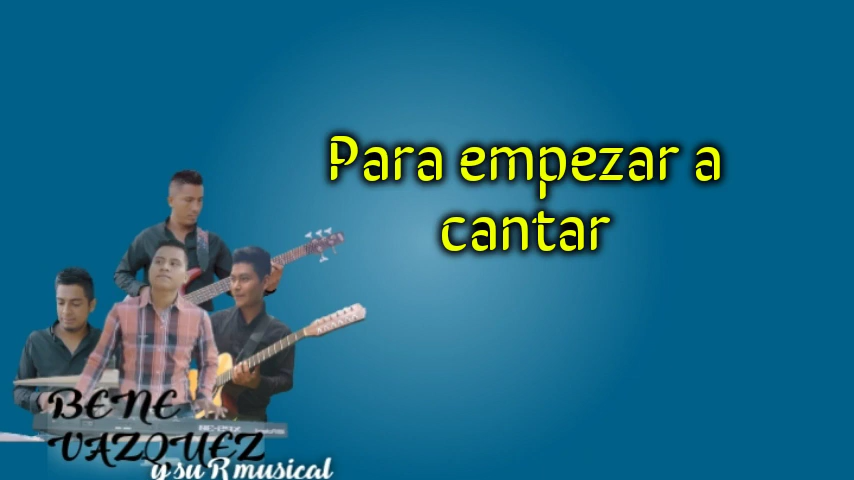 Para empezar a
cantar
BENE
VAZQUEZ
y su R musical